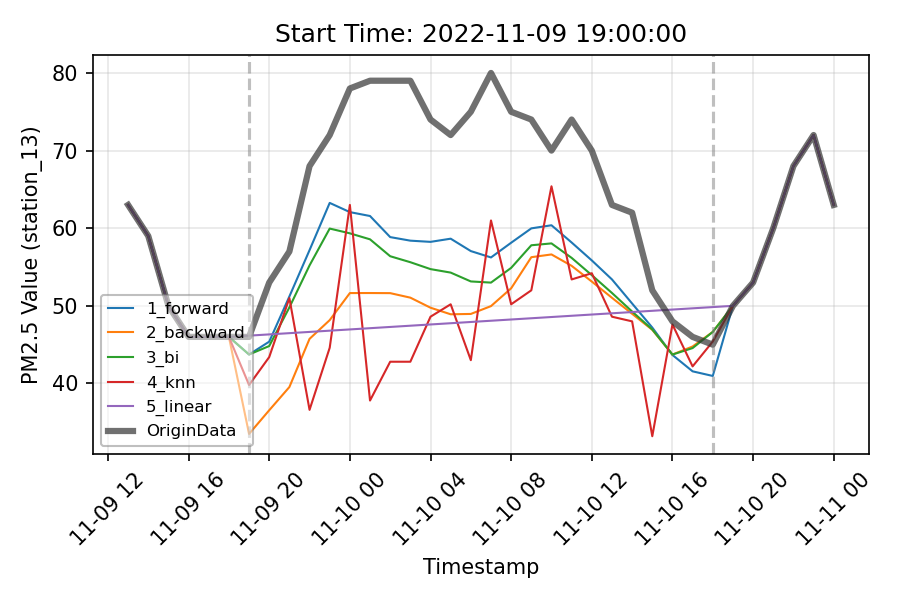 Start Time: 2022-11-09 19:00:00
PM2.5 Value (station_13)
80
70
60
50
40
1_forward
2_backward
3_bi
4_knn
5_linear
OriginData
11-09 12
11-09 16
11-09 20
11-10 00
11-10 04
11-10 08
11-10 12
11-10 16
11-10 20
11-11 00
Timestamp